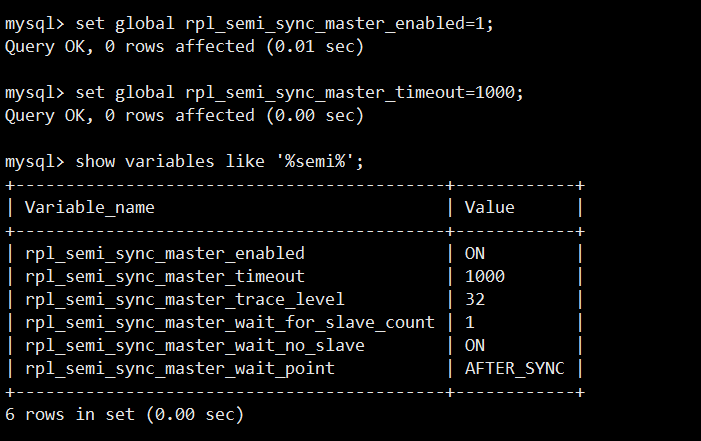 mysql> set global rpl_semi_sync_master_enabled=1;
Query OK, 0 rows affected (0.01 sec)

mysql> set global rpl_semi_sync_master_timeout=1000;
Query OK, 0 rows affected (0.00 sec)

mysql> show variables like '%semi%';
+-------------------------------------------+------------+
| Variable_name                             | Value      |
+-------------------------------------------+------------+
| rpl_semi_sync_master_enabled              | ON         |
| rpl_semi_sync_master_timeout              | 1000       |
| rpl_semi_sync_master_trace_level          | 32         |
| rpl_semi_sync_master_wait_for_slave_count | 1          |
| rpl_semi_sync_master_wait_no_slave        | ON         |
| rpl_semi_sync_master_wait_point           | AFTER_SYNC |
+-------------------------------------------+------------+
6 rows in set (0.00 sec)